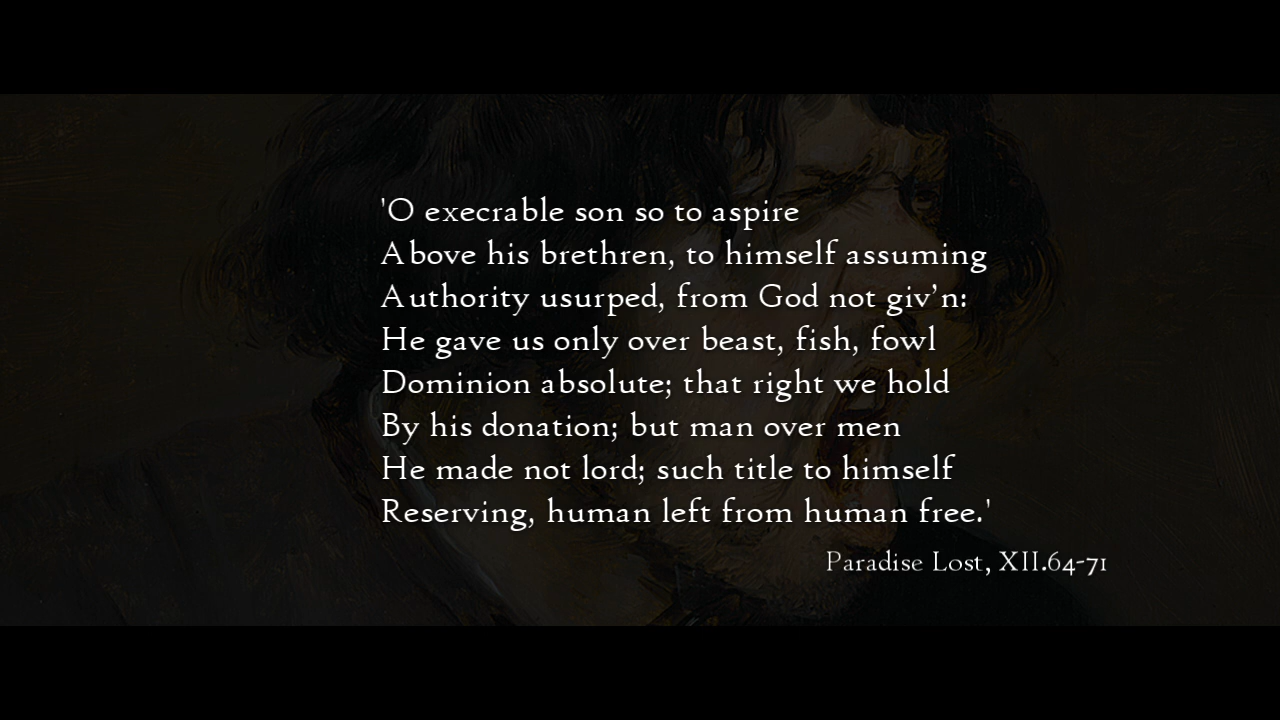 'O execrable son so to aspire
Above his brethren, to himself assuming
Authority usurped, from God not giv’n:
He gave us only over beast, fish, fowl
Dominion absolute; that right we hold
By his donation; but man over men
He made not lord; such title to himself
Reserving, human left from human free.'
Paradise Lost, XII.64-71